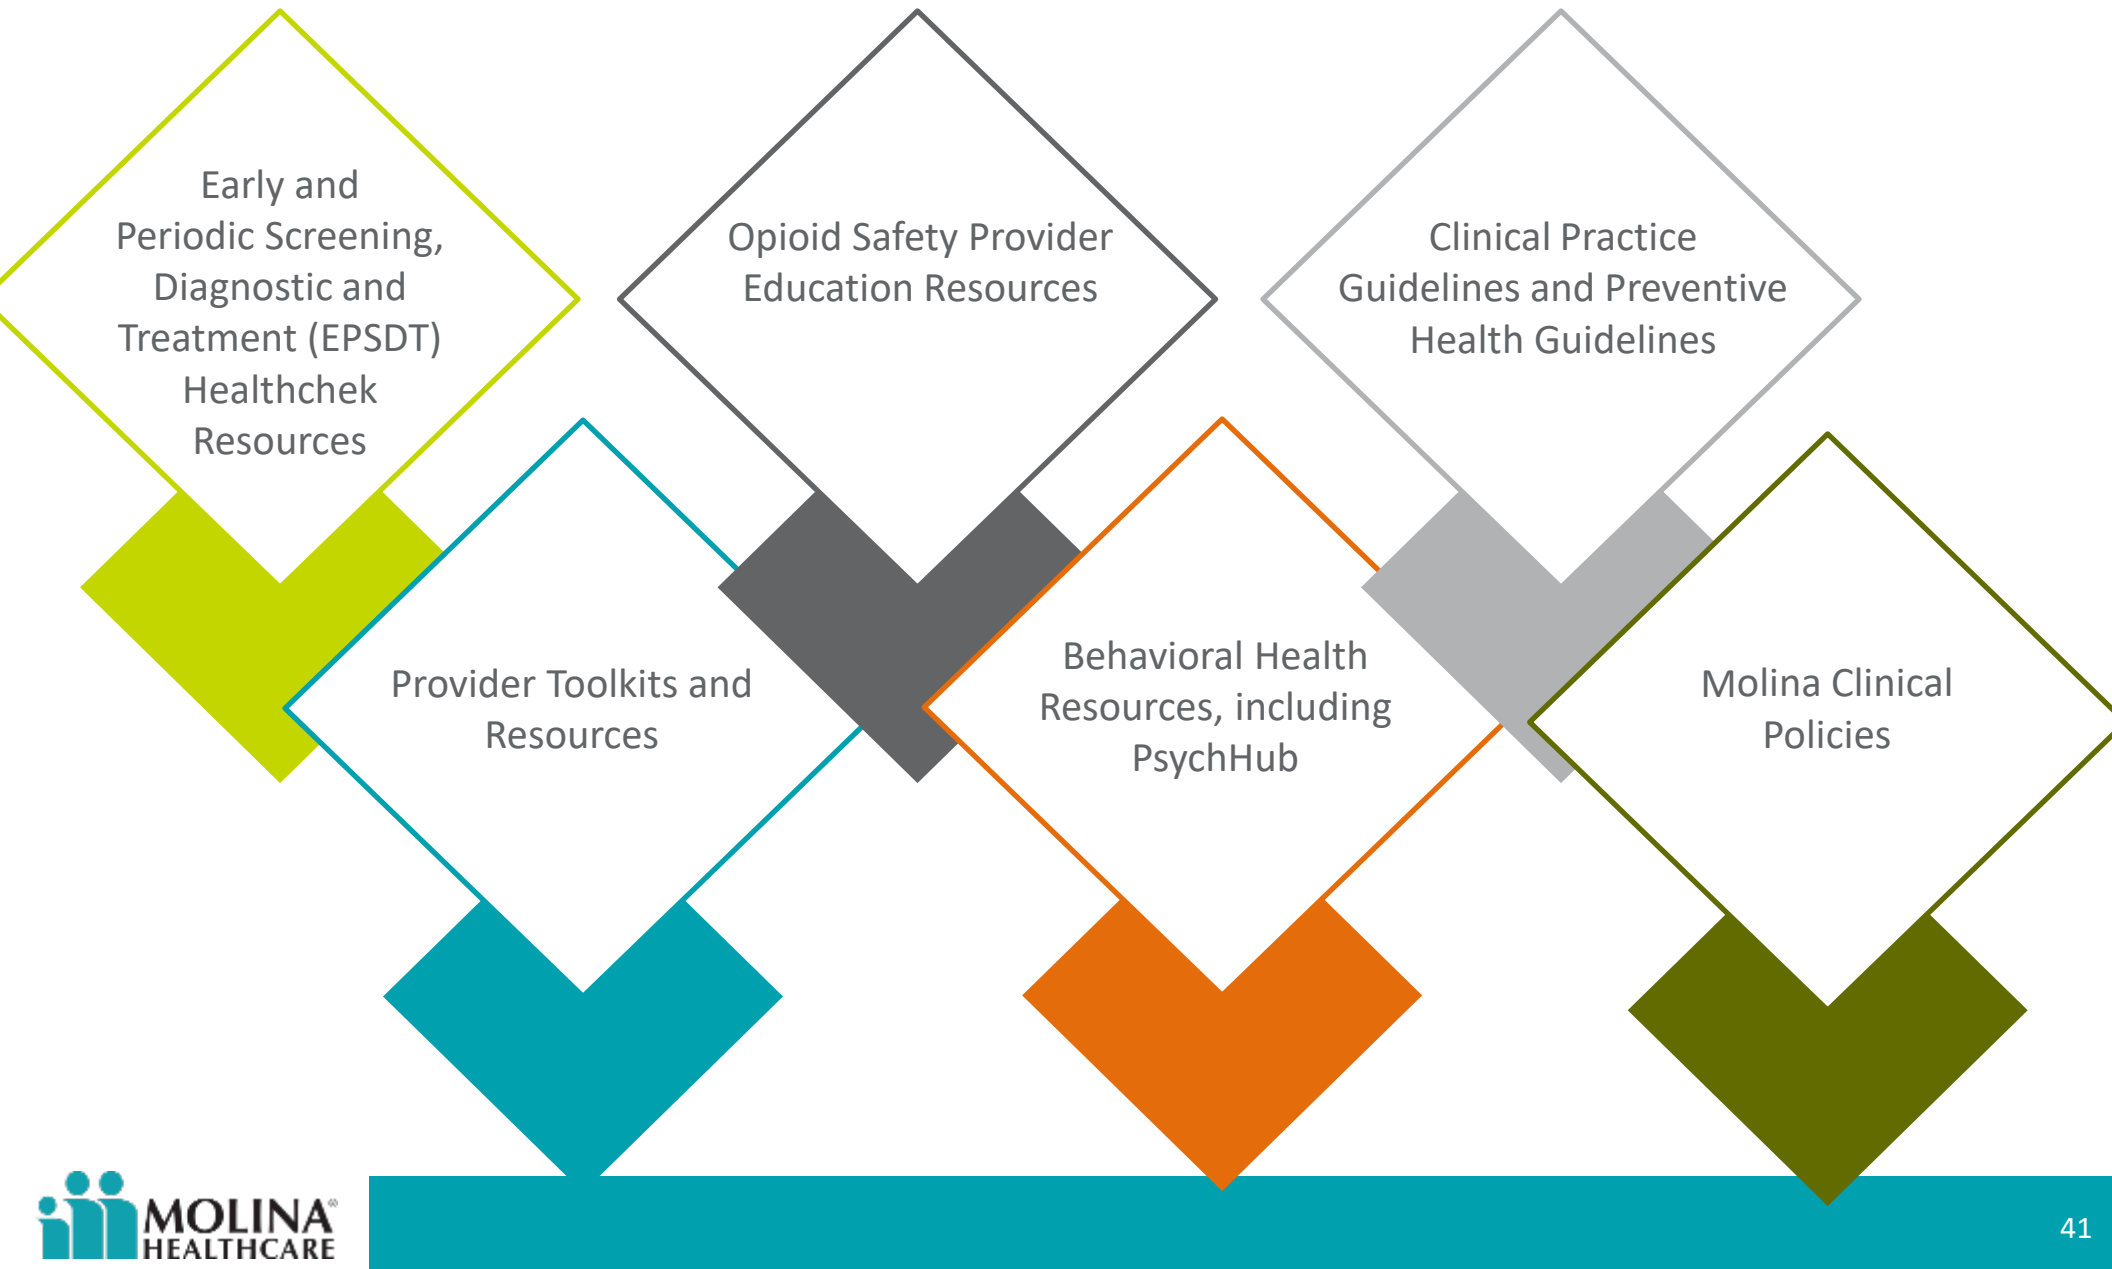 Early and
Periodic Screening,
Diagnostic and
Treatment (EPSDT)
Healthchek
Resources
Opioid Safety Provider
Education Resources
Clinical Practice
Guidelines and Preventive
Health Guidelines
Provider Toolkits and
Resources
Behavioral Health
Resources, including
PsychHub
Molina Clinical
Policies
MOLINA®
HEALTHCARE
41